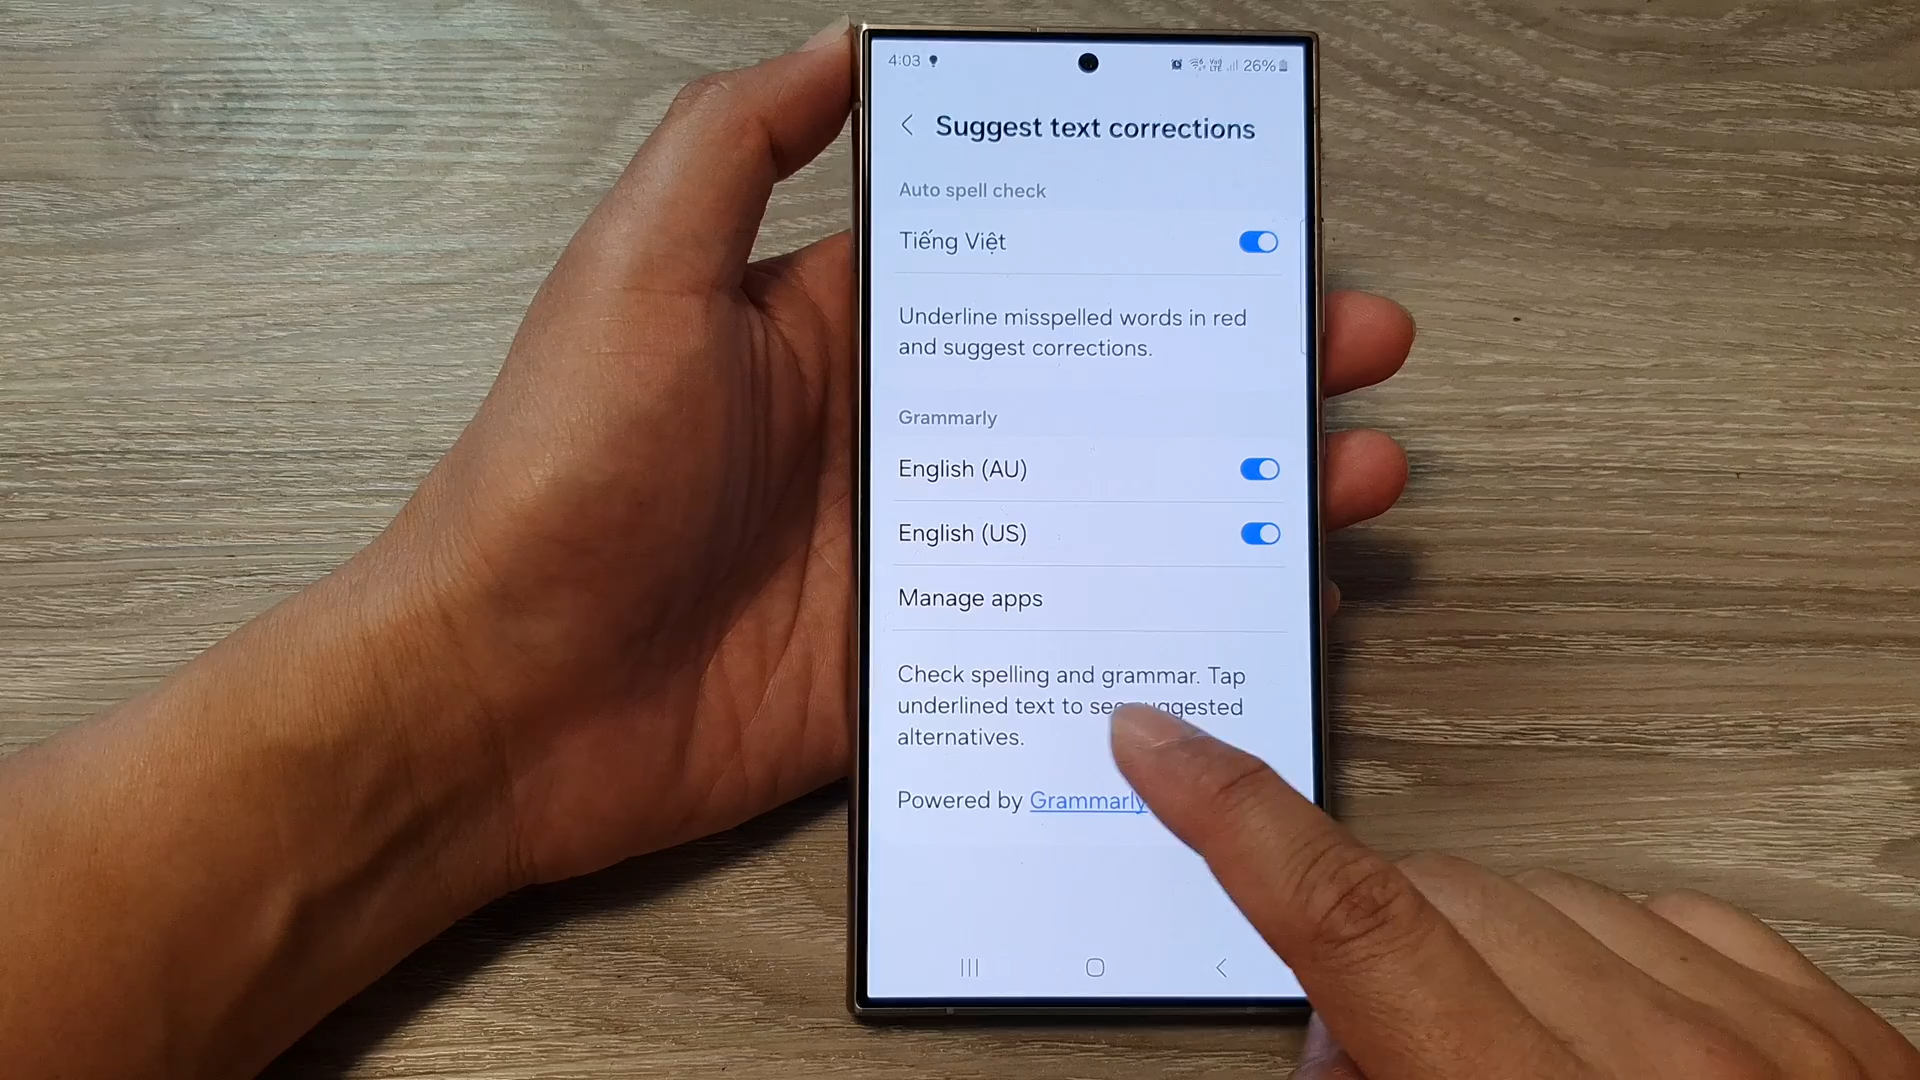 4:03
26%
Suggest text corrections
Auto spell check
Tiếng Việt
Underline misspelled words in red
and suggest corrections.
Grammarly
English (AU)
English (US)
Manage apps
Check spelling and grammar. Tap
underlined text to see suggested
alternatives.
Powered by Grammarly